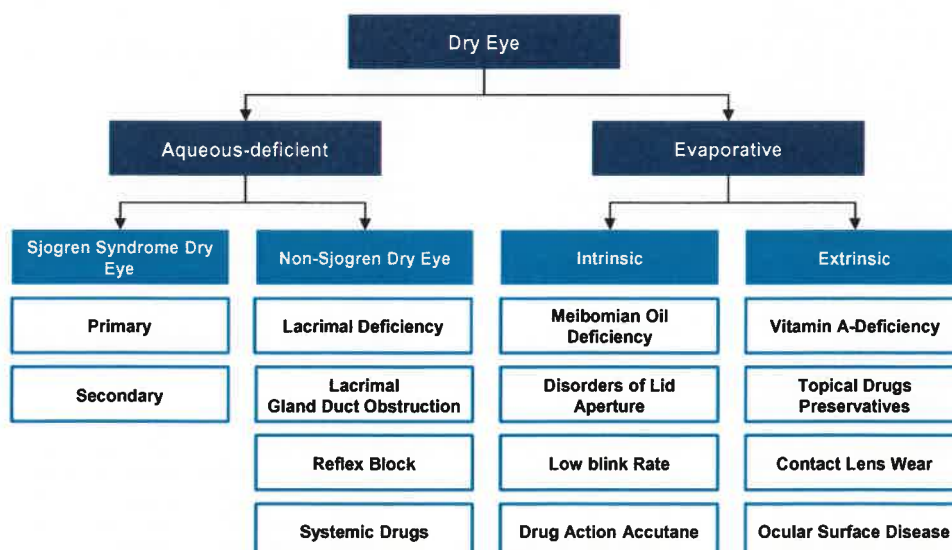 Dry Eye
Aqueous-deficient
Evaporative
Sjogren Syndrome Dry
Eye
Non-Sjogren Dry Eye
Intrinsic
Extrinsic
Primary
Lacrimal Deficiency
Meibomian Oil
Deficiency
Vitamin A-Deficiency
Secondary
Lacrimal
Gland Duct Obstruction
Disorders of Lid
Aperture
Topical Drugs
Preservatives
Reflex Block
Low blink Rate
Contact Lens Wear
Systemic Drugs
Drug Action Accutane
Ocular Surface Disease